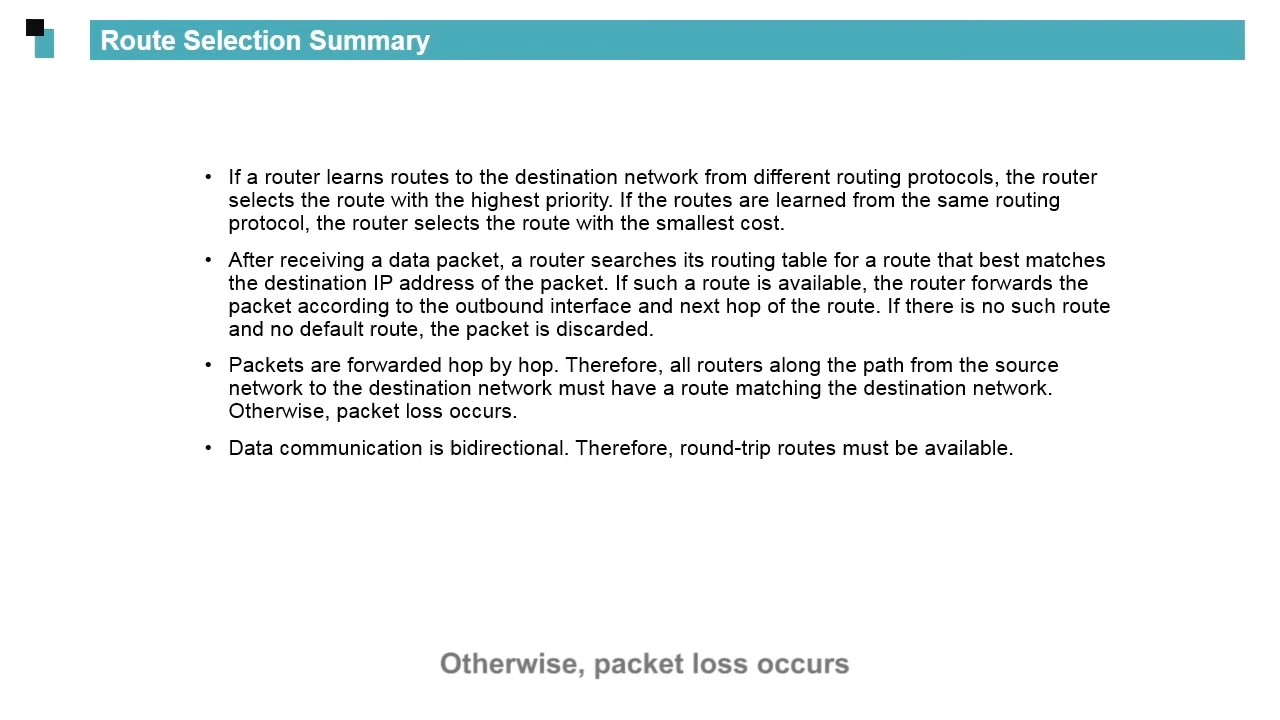 Route Selection Summary
• If a router learns routes to the destination network from different routing protocols, the router
selects the route with the highest priority. If the routes are learned from the same routing
protocol, the router selects the route with the smallest cost.
• After receiving a data packet, a router searches its routing table for a route that best matches
the destination IP address of the packet. If such a route is available, the router forwards the
packet according to the outbound interface and next hop of the route. If there is no such route
and no default route, the packet is discarded.
• Packets are forwarded hop by hop. Therefore, all routers along the path from the source
network to the destination network must have a route matching the destination network.
Otherwise, packet loss occurs.
• Data communication is bidirectional. Therefore, round-trip routes must be available.
Otherwise, packet loss occurs